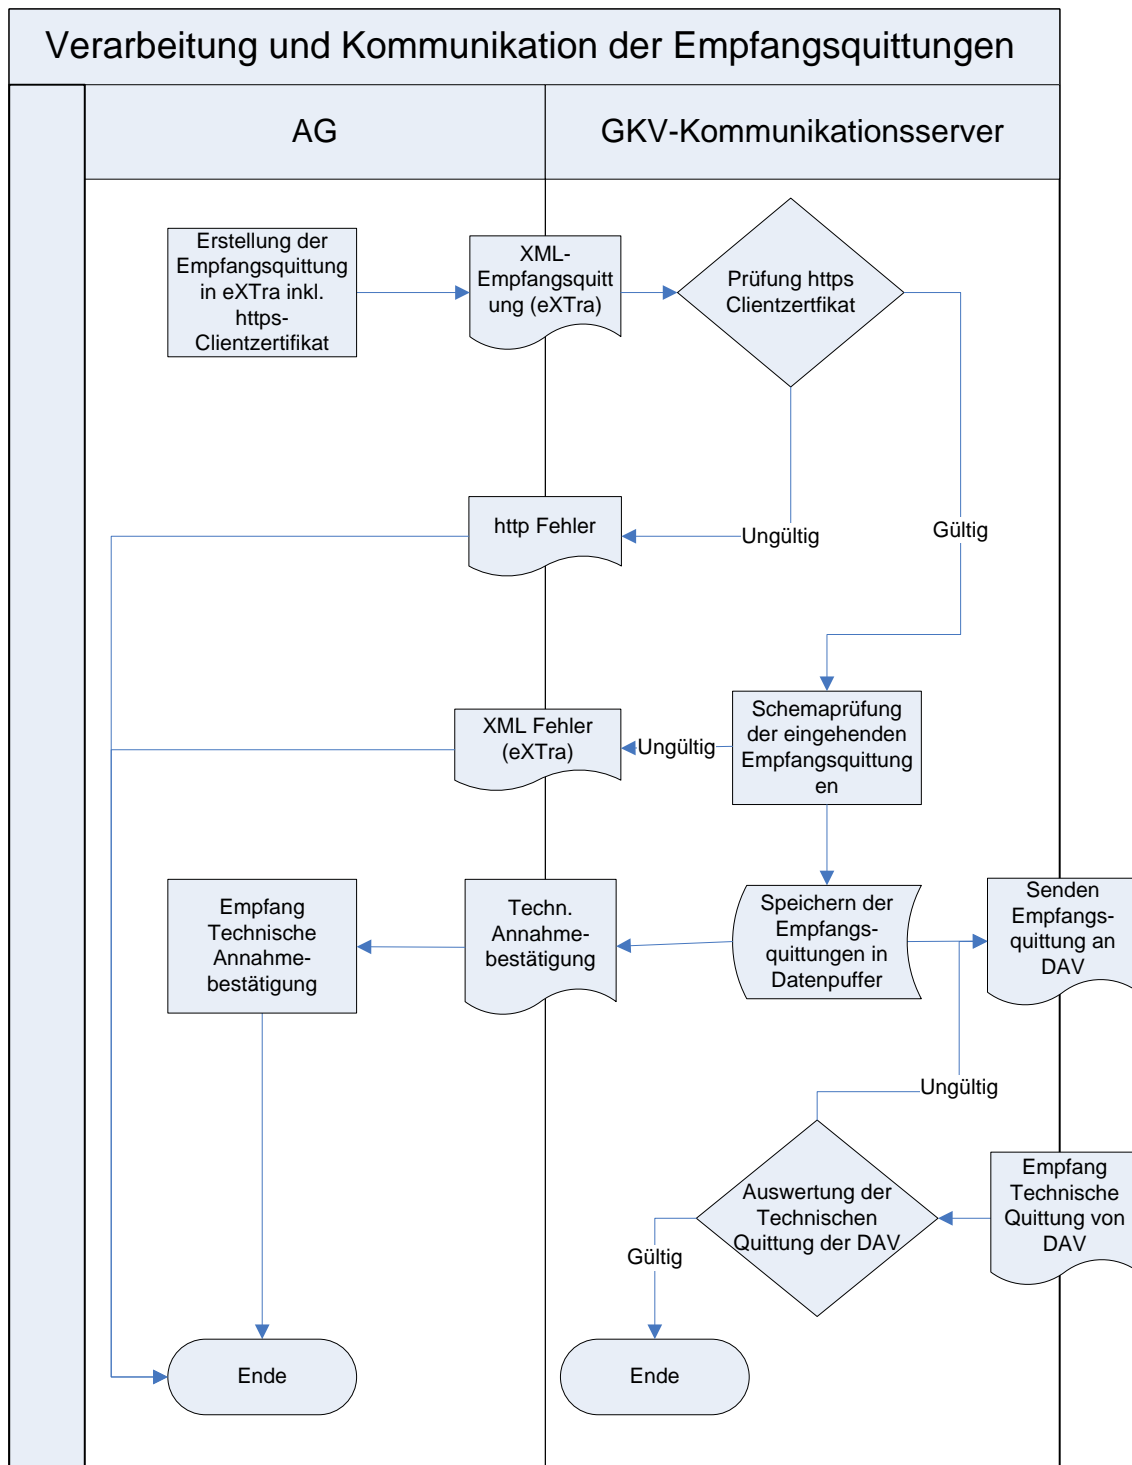 Verarbeitung und Kommunikation der Empfangsquittungen
AG
GKV-Kommunikationsserver
Erstellung der
Empfangsquittung
in eXTra inkl.
https-
Clientzertifikat
XML-
Empfangsquitt
ung (eXTra)
Prüfung https
Clientzertfikat
http Fehler
Ungültig
Gültig
XML Fehler
(eXTra)
Ungültig
Schemaprüfung
der eingehenden
Empfangsquittung
en
Empfang
Technische
Annahme-
bestätigung
Techn.
Annahme-
bestätigung
Speichern der
Empfangs-
quittungen in
Datenpuffer
Senden
Empfangs-
quittung an
DAV
Ungültig
Auswertung der
Technischen
Quittung der DAV
Empfang
Technische
Quittung von
DAV
Gültig
Ende
Ende